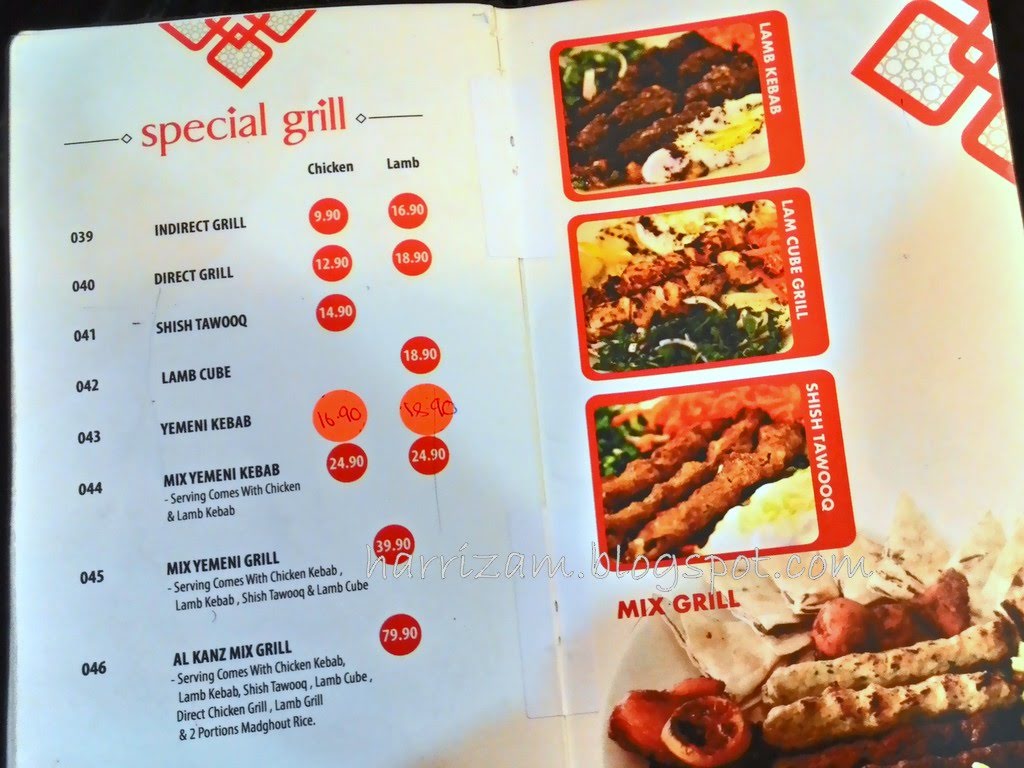 special grill
Chicken Lamb
039 INDIRECT GRILL 9.90 16.90
040 DIRECT GRILL 12.90 18.90
041 SHISH TAWOOQ 14.90
042 LAMB CUBE 18.90
043 YEMENI KEBAB 16.90 18.90
044 MIX YEMENI KEBAB 24.90 24.90
- Serving Comes With Chicken
& Lamb Kebab
045 MIX YEMENI GRILL 39.90
- Serving Comes With Chicken Kebab ,
Lamb Kebab , Shish Tawooq & Lamb Cube
046 AL KANZ MIX GRILL 79.90
- Serving Comes With Chicken Kebab,
Lamb Kebab, Shish Tawooq , Lamb Cube ,
Direct Chicken Grill , Lamb Grill
& 2 Portions Madghout Rice.
LAMB KEBAB
LAM CUBE GRILL
SHISH TAWOOQ
MIX GRILL
harrizam.blogspot.com